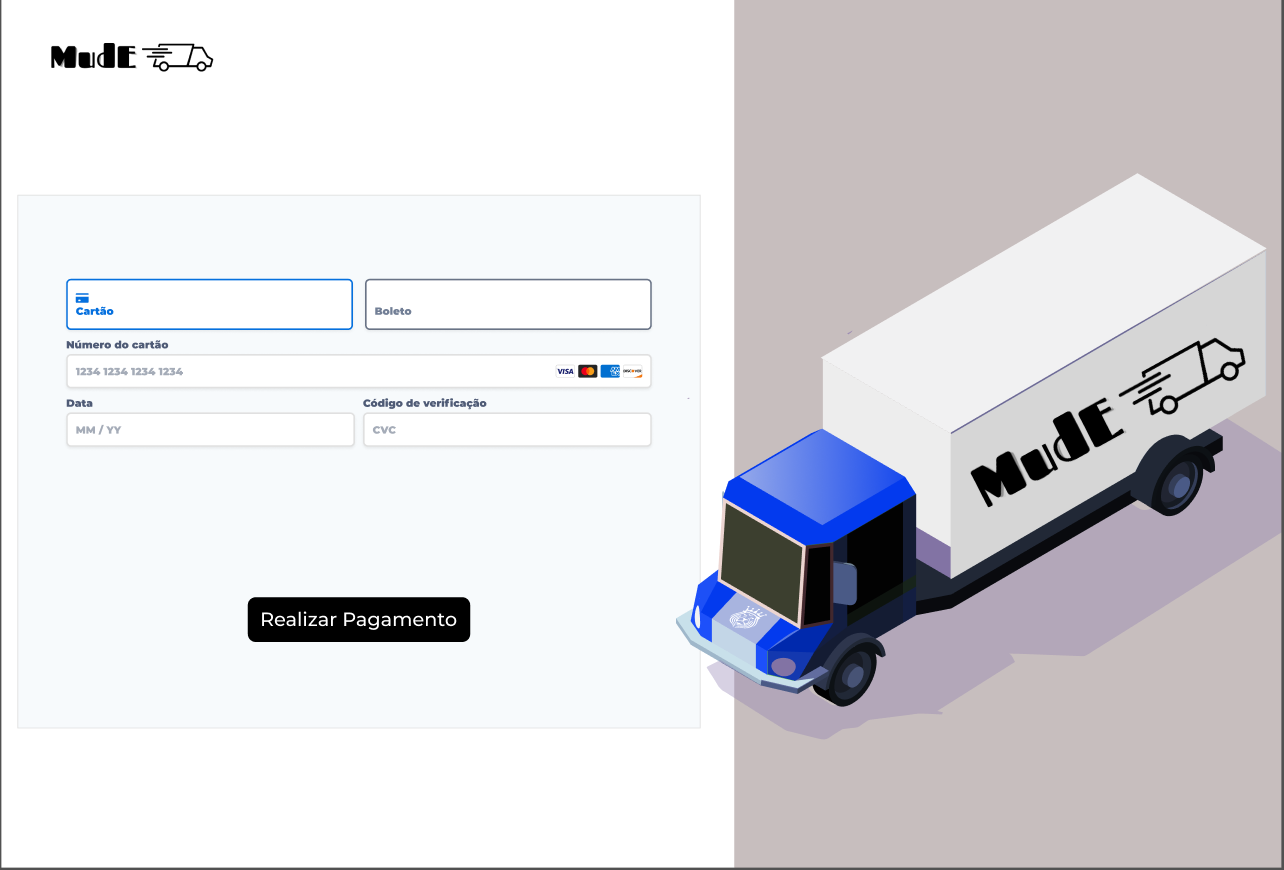 MudE
Cartão
Boleto
Número do cartão
1234 1234 1234 1234
VISA
DISCOVER
Data
Código de verificação
MM / YY
CVC
Realizar Pagamento
MudE